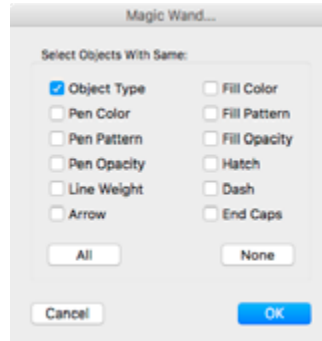 Magic Wand...
Select Objects With Same:
Object Type
Fill Color
Pen Color
Fill Pattern
Pen Pattern
Fill Opacity
Pen Opacity
Hatch
Line Weight
Dash
Arrow
End Caps
All
None
Cancel
OK